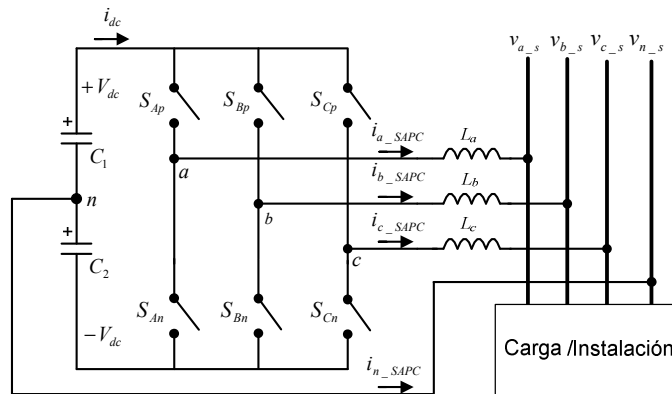 i_dc
v_a_s v_b_s v_c_s v_n_s
+V_dc
S_Ap S_Bp S_Cp
+
C_1
i_a_SAPC L_a
a
i_b_SAPC L_b
n
b
i_c_SAPC L_c
+
C_2
c
S_An S_Bn S_Cn
-V_dc
Carga /Instalación
i_n_SAPC